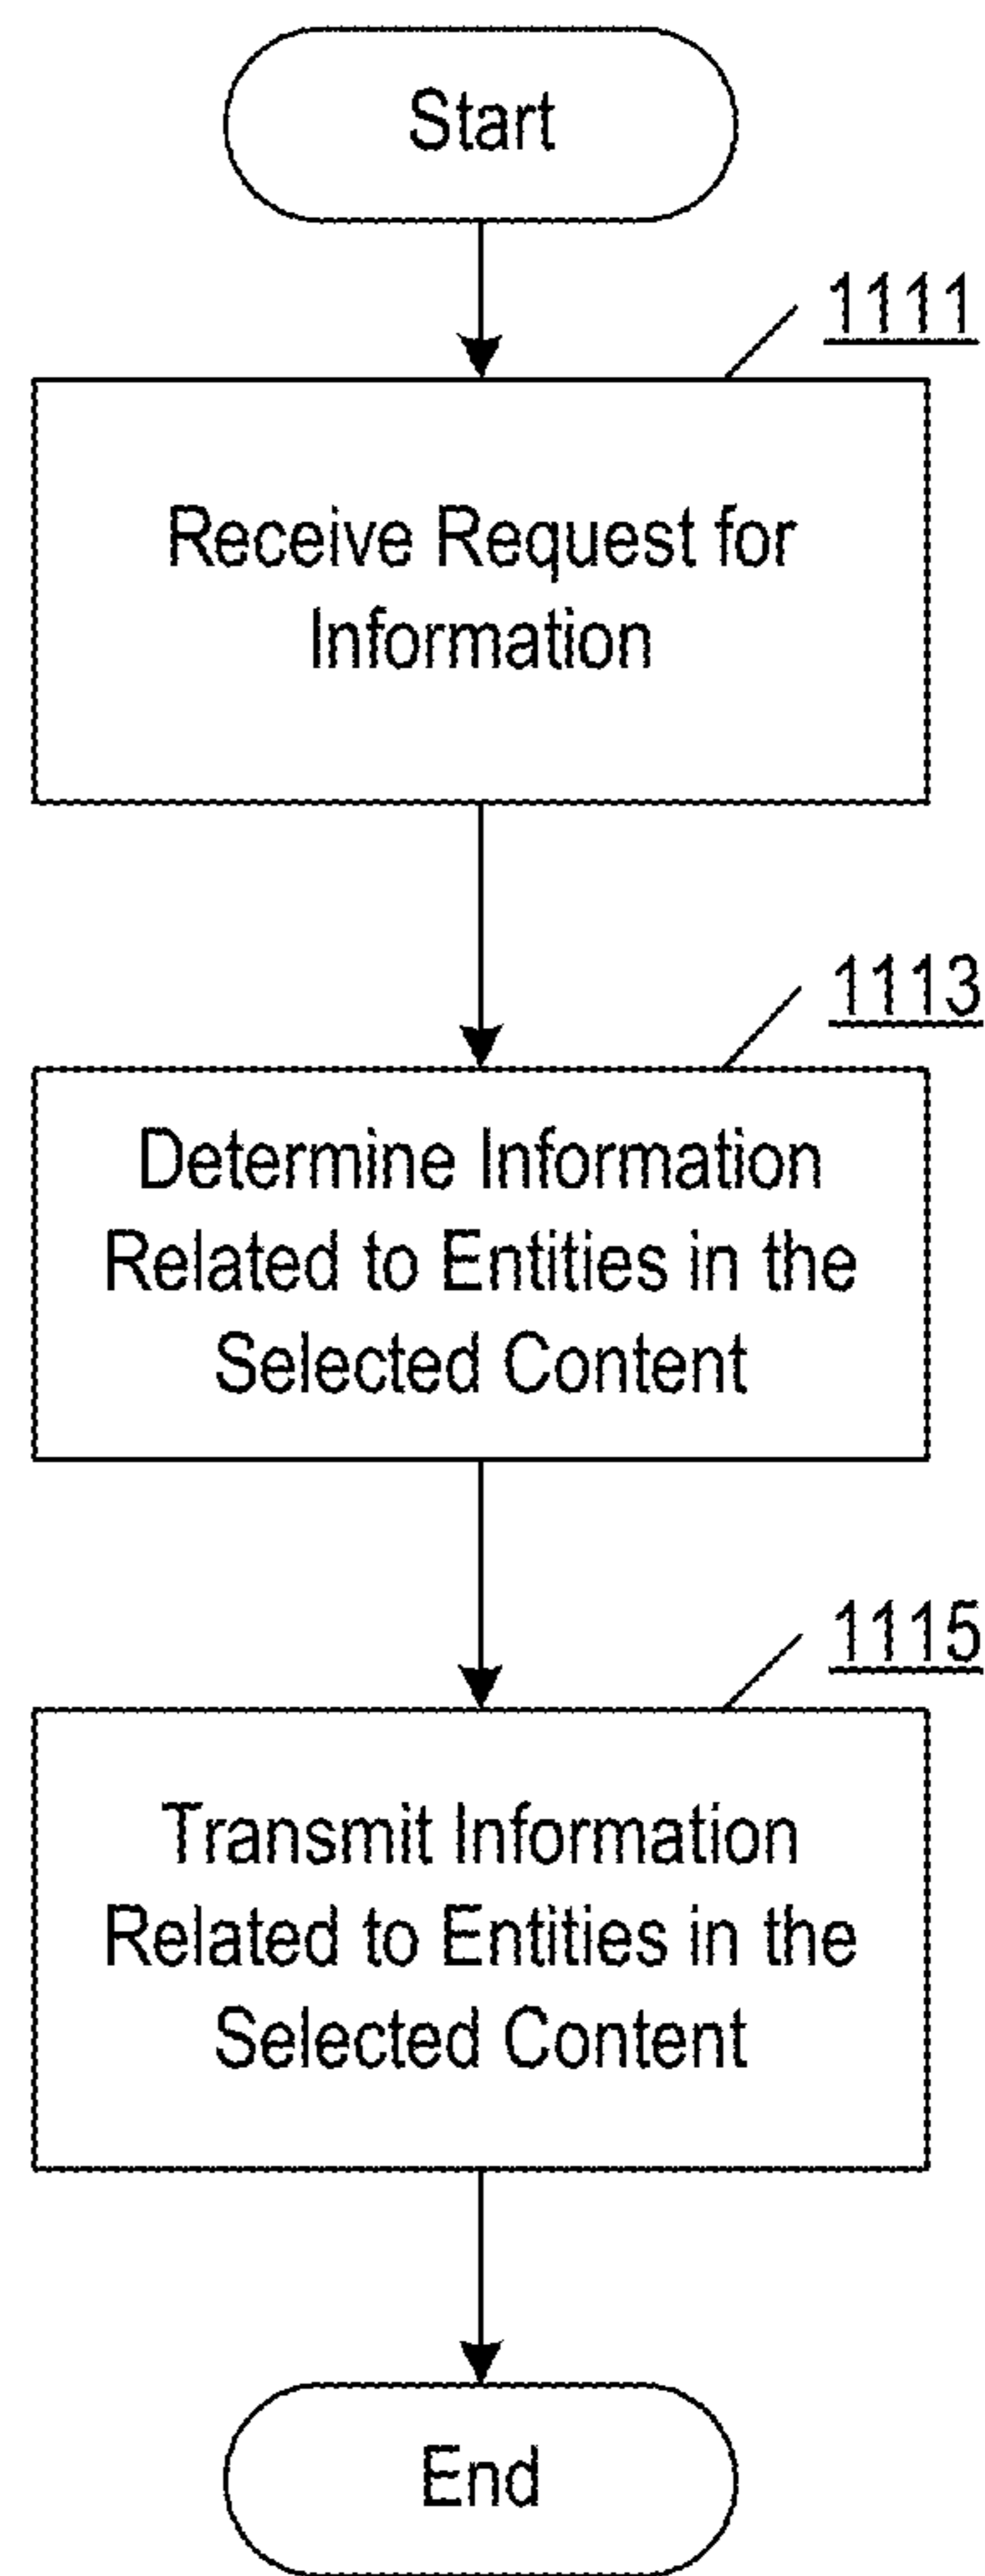 Start
1111
Receive Request for
Information
1113
Determine Information
Related to Entities in the
Selected Content
1115
Transmit Information
Related to Entities in the
Selected Content
End